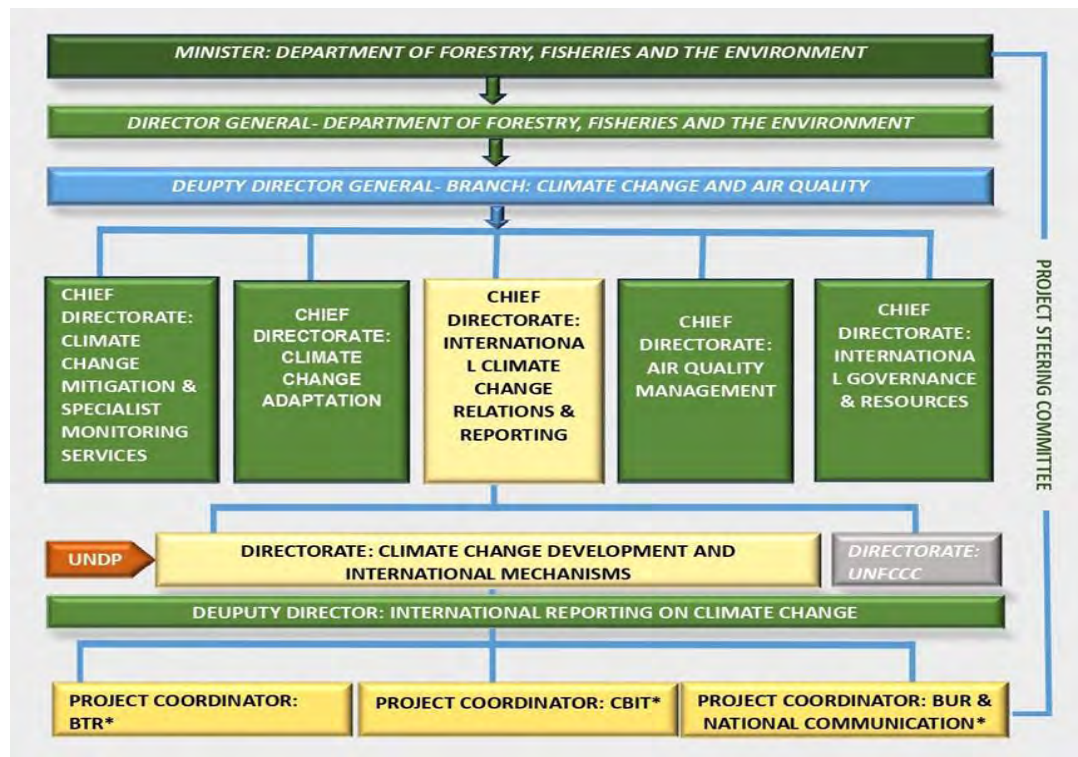 MINISTER: DEPARTMENT OF FORESTRY, FISHERIES AND THE ENVIRONMENT
DIRECTOR GENERAL- DEPARTMENT OF FORESTRY, FISHERIES AND THE ENVIRONMENT
DEUPTY DIRECTOR GENERAL- BRANCH: CLIMATE CHANGE AND AIR QUALITY
CHIEF
DIRECTORATE:
CLIMATE
CHANGE
MITIGATION &
SPECIALIST
MONITORING
SERVICES
CHIEF
DIRECTORATE:
CLIMATE
CHANGE
ADAPTATION
CHIEF
DIRECTORATE:
INTERNATIONA
L CLIMATE
CHANGE
RELATIONS &
REPORTING
CHIEF
DIRECTORATE:
AIR QUALITY
MANAGEMENT
CHIEF
DIRECTORATE:
INTERNATIONA
L GOVERNANCE
& RESOURCES
PROJECT STEERING COMMITTEE
UNDP
DIRECTORATE: CLIMATE CHANGE DEVELOPMENT AND
INTERNATIONAL MECHANISMS
DIRECTORATE:
UNFCCC
DEUPUTY DIRECTOR: INTERNATIONAL REPORTING ON CLIMATE CHANGE
PROJECT COORDINATOR:
BTR*
PROJECT COORDINATOR: CBIT*
PROJECT COORDINATOR: BUR &
NATIONAL COMMUNICATION*